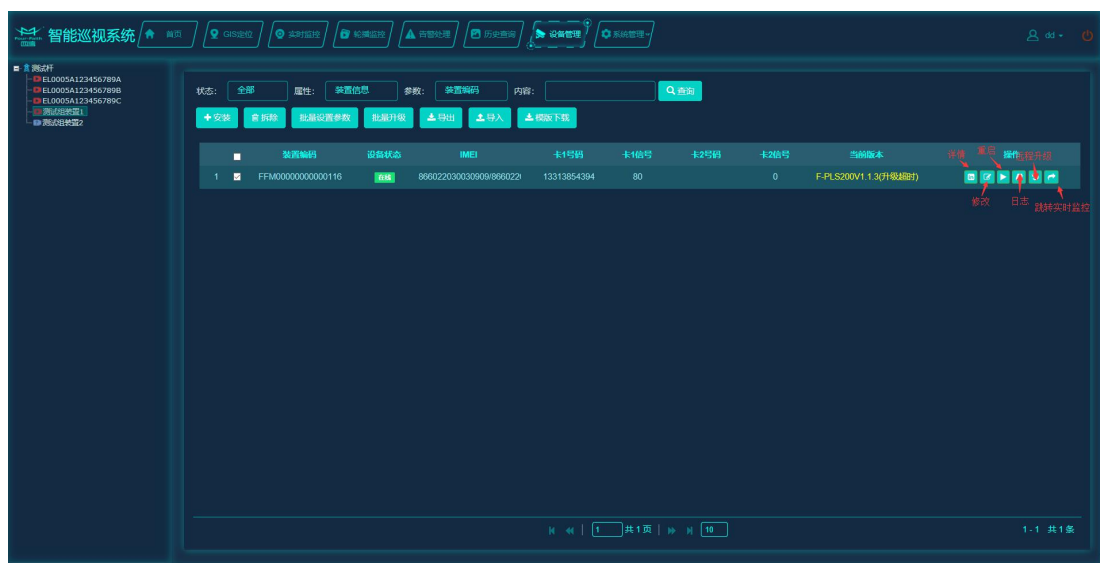 智能巡视系统 首页 GIS定位 实时监控 轮播监控 告警处理 历史查询 设备管理 系统管理 dd
测试杆
EL0005A123456789A
EL0005A123456789B
EL0005A123456789C
测试组装置1
测试组装置2
状态: 全部 属性: 装置信息 参数: 装置编码 内容: 查询
安装 拆除 批量设置参数 批量升级 导出 导入 模版下载
装置编码 设备状态 IMEI 卡1号码 卡1信号 卡2号码 卡2信号 当前版本 操作
详情 重启 远程升级
1 FFM00000000000116 在线 866022030030909/866022 13313854394 80 0 F-PLS200V1.1.3(升级超时)
修改 日志 跳转实时监控
1 共1页 10 1-1 共1条